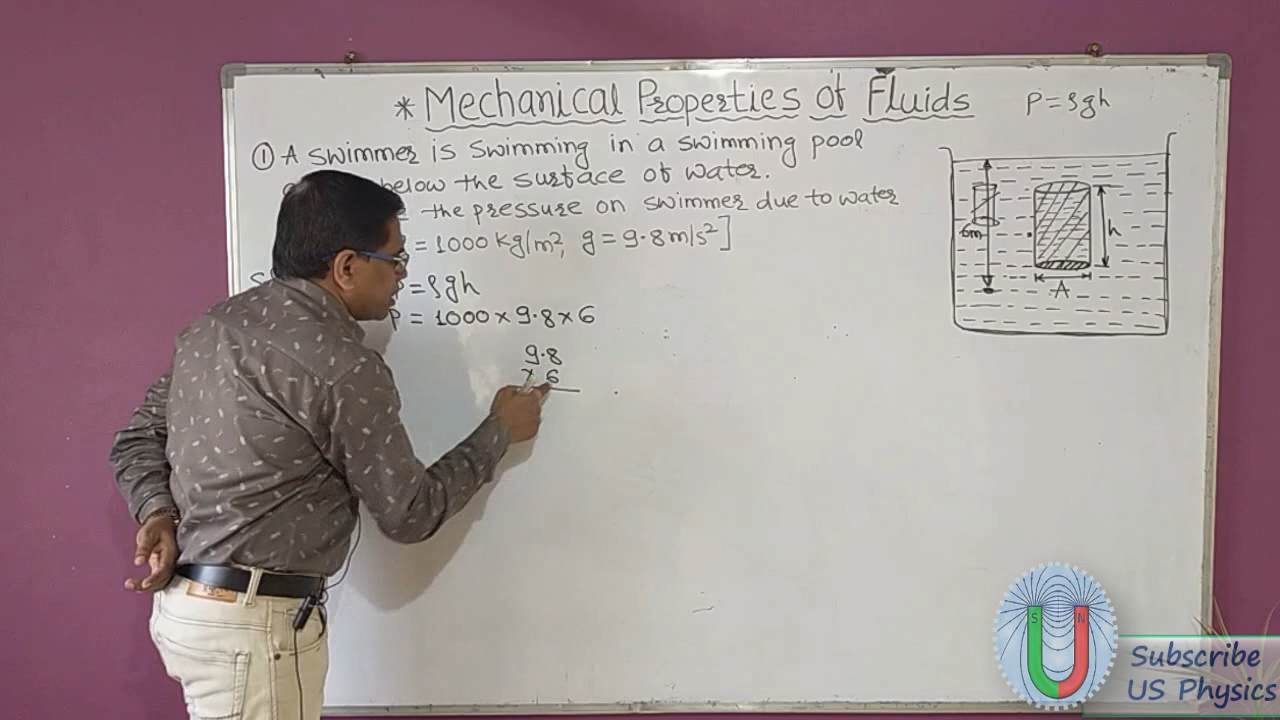 * Mechanical Properties of Fluids
P = ρgh
① A swimmer is swimming in a swimming pool
below the surface of water.
the pressure on swimmer due to water
= 1000 kg/m², g = 9.8 m/s²]
= ρgh
P = 1000 × 9.8 × 6
9.8
× 6
6m
h
A
S N
Subscribe
US Physics